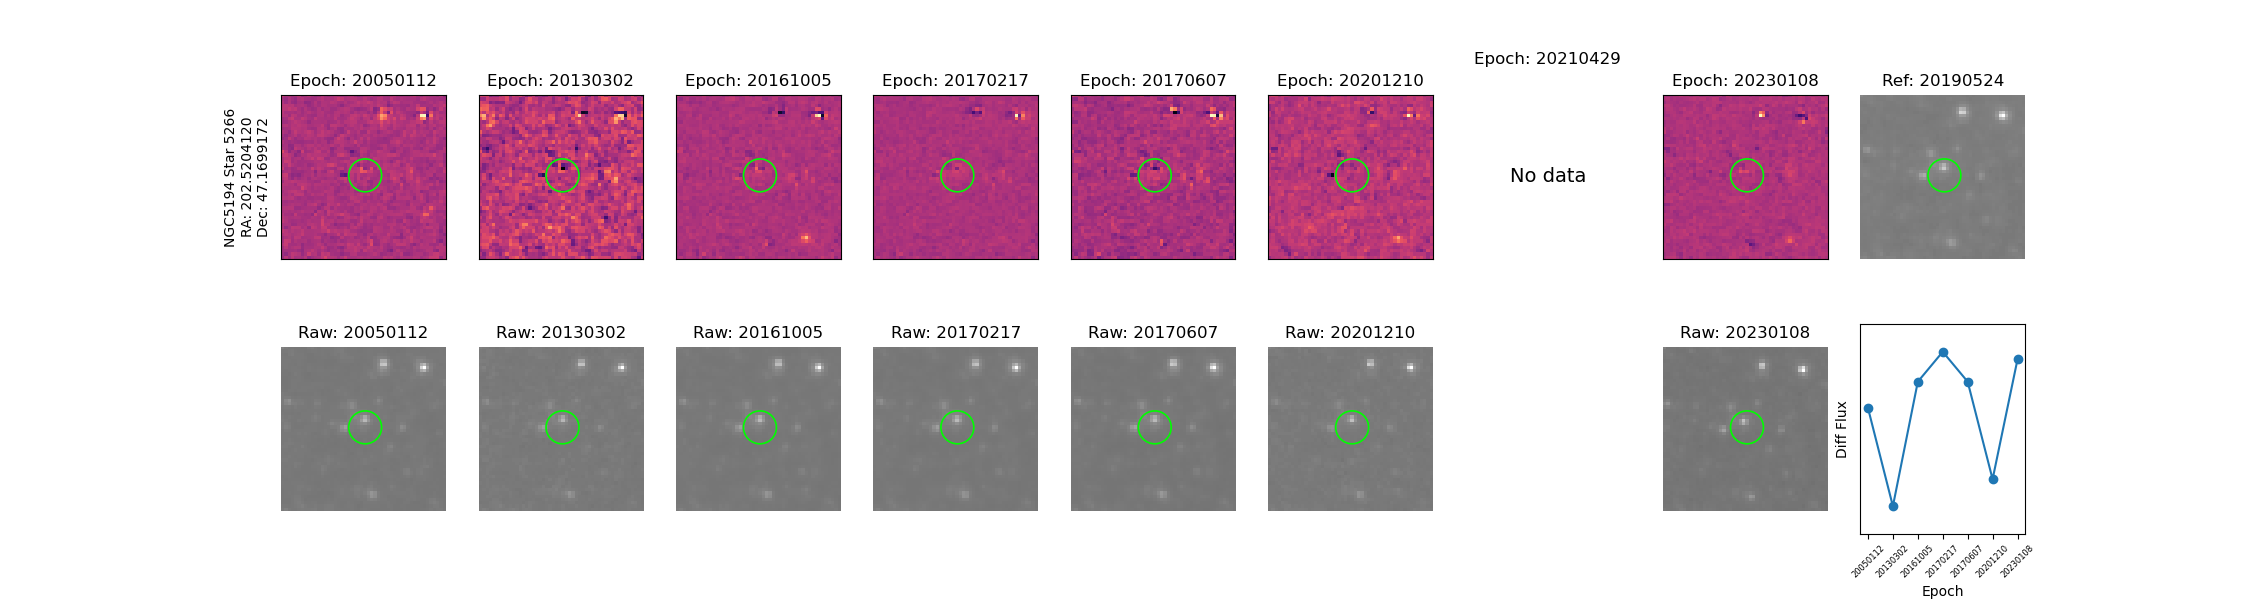 Epoch: 20210429
Epoch: 20050112
Epoch: 20130302
Epoch: 20161005
Epoch: 20170217
Epoch: 20170607
Epoch: 20201210
Epoch: 20230108
Ref: 20190524
NGC5194 Star 5266
RA: 202.5204120
Dec: 47.1699172
No data
Raw: 20050112
Raw: 20130302
Raw: 20161005
Raw: 20170217
Raw: 20170607
Raw: 20201210
Raw: 20230108
Diff Flux
20050112
20130302
20161005
20170217
20170607
20201210
20230108
Epoch